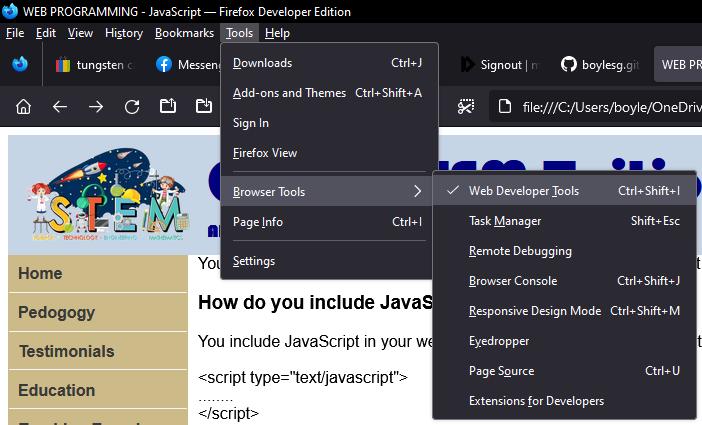 WEB PROGRAMMING - JavaScript — Firefox Developer Edition
File Edit View History Bookmarks Tools Help
tungsten c
Messen
Signout | m
boylesg.git
WEB PR
file:///C:/Users/boyle/OneDriv
Downloads Ctrl+J
Add-ons and Themes Ctrl+Shift+A
Sign In
Firefox View
Browser Tools
Page Info Ctrl+I
Settings
Web Developer Tools Ctrl+Shift+I
Task Manager Shift+Esc
Remote Debugging
Browser Console Ctrl+Shift+J
Responsive Design Mode Ctrl+Shift+M
Eyedropper
Page Source Ctrl+U
Extensions for Developers
STEM
SCIENCE - TECHNOLOGY - ENGINEERING - MATHEMATICS
Home
Pedogogy
Testimonials
Education
You
How do you include JavaS
You include JavaScript in your we
<script type="text/javascript">
........
</script>